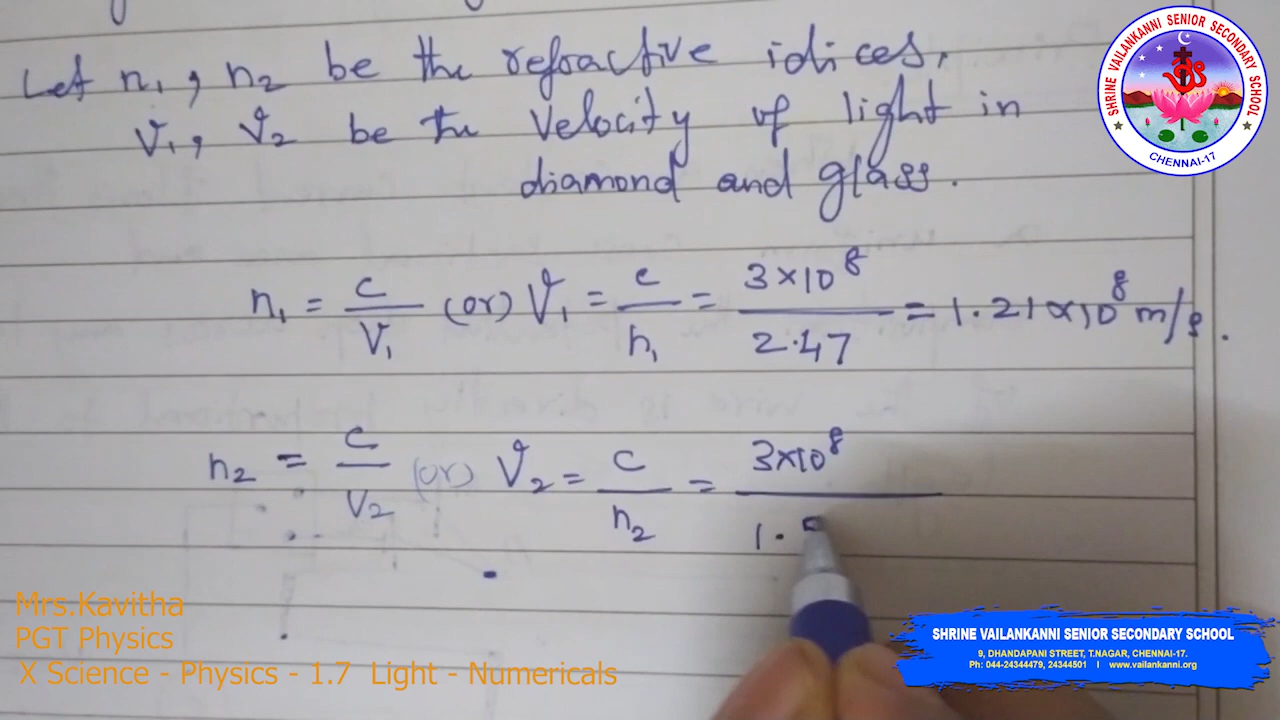 Let n₁, n₂ be the refractive idices,
V₁, V₂ be the Velocity of light in
diamond and glass.
n₁ = c/V₁ (or) V₁ = c/n₁ = 3×10⁸/2.47 = 1.21×10⁸ m/s.
n₂ = c/V₂ (or) V₂ = c/n₂ = 3×10⁸/1.
SHRINE VAILANKANNI SENIOR SECONDARY SCHOOL
CHENNAI-17
Mrs.Kavitha
PGT Physics
X Science - Physics - 1.7 Light - Numericals
SHRINE VAILANKANNI SENIOR SECONDARY SCHOOL
9, DHANDAPANI STREET, T.NAGAR, CHENNAI-17.
Ph: 044-24344479, 24344501 | www.vailankanni.org